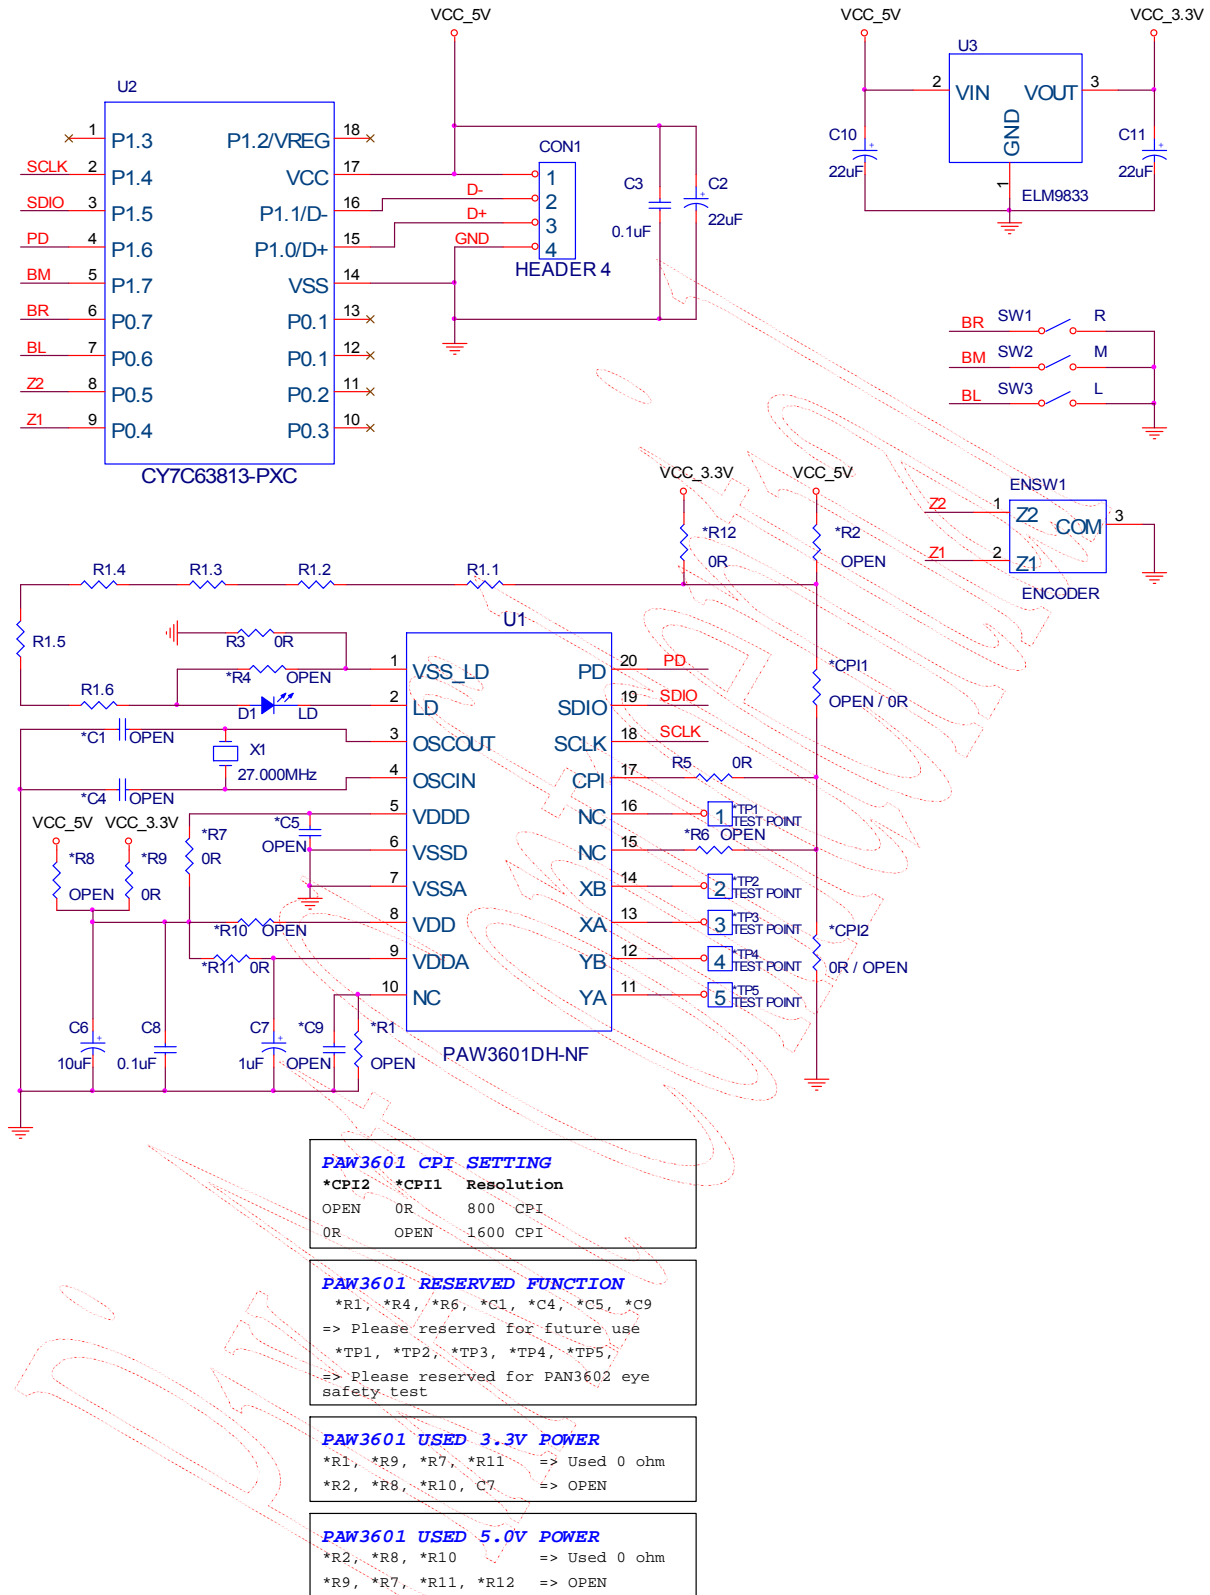 VCC_5V
VCC_5V
VCC_3.3V
U2
1 P1.3
SCLK 2 P1.4
SDIO 3 P1.5
PD 4 P1.6
BM 5 P1.7
BR 6 P0.7
BL 7 P0.6
Z2 8 P0.5
Z1 9 P0.4
P1.2/VREG 18
VCC 17
P1.1/D- 16
P1.0/D+ 15
VSS 14
P0.1 13
P0.1 12
P0.2 11
P0.3 10
CY7C63813-PXC
CON1
1
D- 2
D+ 3
GND 4
HEADER 4
C3
0.1uF
C2
22uF
U3
2 VIN
VOUT 3
GND
1
ELM9833
C10
22uF
C11
22uF
BR SW1 R
BM SW2 M
BL SW3 L
ENSW1
Z2 1 Z2
Z1 2 Z1
COM 3
ENCODER
VCC_3.3V
VCC_5V
*R12
0R
*R2
OPEN
R1.4
R1.3
R1.2
R1.1
R1.5
R1.6
R3 0R
*R4 OPEN
D1 LD
*C1 OPEN
X1
27.000MHz
*C4 OPEN
VCC_5V
VCC_3.3V
*R8
OPEN
*R9
0R
*R7
0R
*C5
OPEN
*R10 OPEN
*R11 0R
C6
10uF
C8
0.1uF
C7
1uF
*C9
OPEN
*R1
OPEN
U1
1 VSS_LD
2 LD
3 OSCOUT
4 OSCIN
5 VDDD
6 VSSD
7 VSSA
8 VDD
9 VDDA
10 NC
PD 20 PD
SDIO 19 SDIO
SCLK 18 SCLK
CPI 17
NC 16
NC 15
XB 14
XA 13
YB 12
YA 11
PAW3601DH-NF
R5 0R
1 *TP1
TEST POINT
*R6 OPEN
2 *TP2
TEST POINT
3 *TP3
TEST POINT
4 *TP4
TEST POINT
5 *TP5
TEST POINT
*CPI1
OPEN / 0R
*CPI2
0R / OPEN
PAW3601 CPI SETTING
*CPI2 *CPI1 Resolution
OPEN 0R 800 CPI
0R OPEN 1600 CPI
PAW3601 RESERVED FUNCTION
*R1, *R4, *R6, *C1, *C4, *C5, *C9
=> Please reserved for future use
*TP1, *TP2, *TP3, *TP4, *TP5,
=> Please reserved for PAN3602 eye
safety test
PAW3601 USED 3.3V POWER
*R1, *R9, *R7, *R11 => Used 0 ohm
*R2, *R8, *R10, C7 => OPEN
PAW3601 USED 5.0V POWER
*R2, *R8, *R10 => Used 0 ohm
*R9, *R7, *R11, *R12 => OPEN